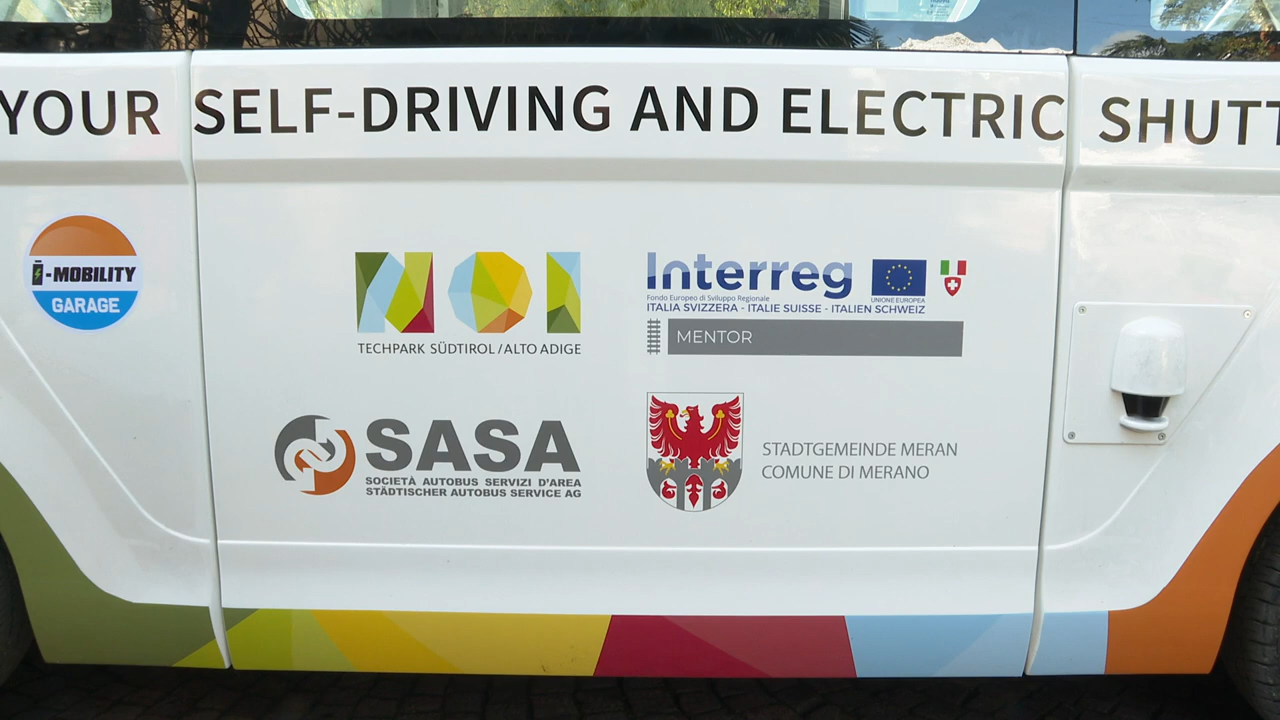 YOUR SELF-DRIVING AND ELECTRIC
i-MOBILITY
GARAGE
NOI
TECHPARK SÜDTIROL/ALTO ADIGE
Interreg
Fondo Europeo di Sviluppo Regionale
UNIONE EUROPEA
ITALIA SVIZZERA - ITALIE SUISSE - ITALIEN SCHWEIZ
MENTOR
SASA
SOCIETÀ AUTOBUS SERVIZI D'AREA
STÄDTISCHER AUTOBUS SERVICE AG
STADTGEMEINDE MERAN
COMUNE DI MERANO